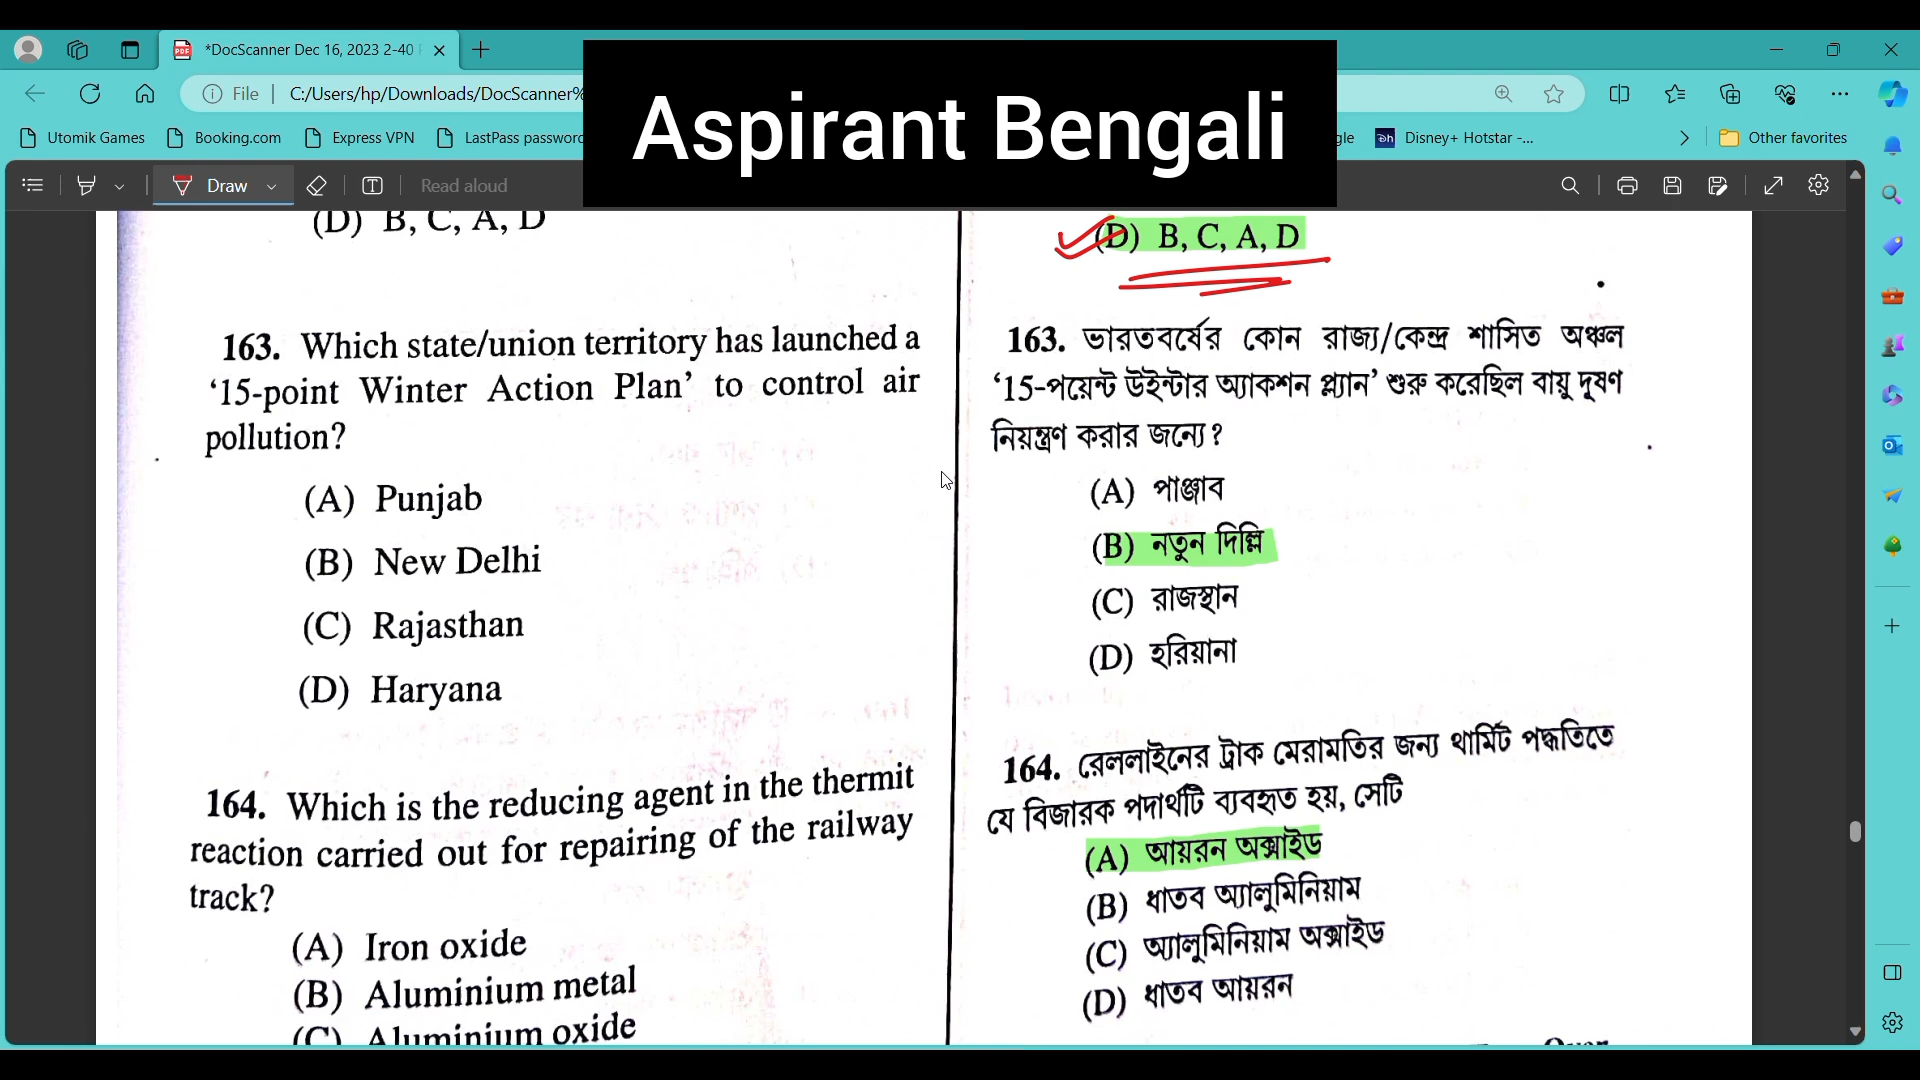 *DocScanner Dec 16, 2023 2-40
File
C:/Users/hp/Downloads/DocScanner%
Aspirant Bengali
Utomik Games
Booking.com
Express VPN
LastPass password
gle
Disney+ Hotstar -...
Other favorites
Draw
Read aloud
(D) B, C, A, D
163. Which state/union territory has launched a
‘15-point Winter Action Plan’ to control air
pollution?
(A) Punjab
(B) New Delhi
(C) Rajasthan
(D) Haryana
164. Which is the reducing agent in the thermit
reaction carried out for repairing of the railway
track?
(A) Iron oxide
(B) Aluminium metal
(C) Aluminium oxide
(D) B, C, A, D
163. ভারতবর্ষের কোন রাজ্য/কেন্দ্র শাসিত অঞ্চল
‘15-পয়েন্ট উইন্টার অ্যাকশন প্ল্যান’ শুরু করেছিল বায়ু দূষণ
নিয়ন্ত্রণ করার জন্যে?
(A) পাঞ্জাব
(B) নতুন দিল্লি
(C) রাজস্থান
(D) হরিয়ানা
164. রেললাইনের ট্রাক মেরামতির জন্য থার্মিট পদ্ধতিতে
যে বিজারক পদার্থটি ব্যবহৃত হয়, সেটি
(A) আয়রন অক্সাইড
(B) ধাতব অ্যালুমিনিয়াম
(C) অ্যালুমিনিয়াম অক্সাইড
(D) ধাতব আয়রন